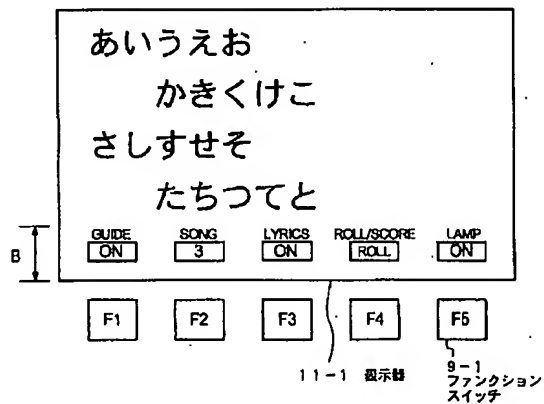 あいうえお
かきくけこ
さしすせそ
たちつてと
GUIDE SONG LYRICS ROLL/SCORE LAMP
ON 3 ON ROLL ON
B
F1 F2 F3 F4 F5
11-1 表示器
9-1
ファンクション
スイッチ